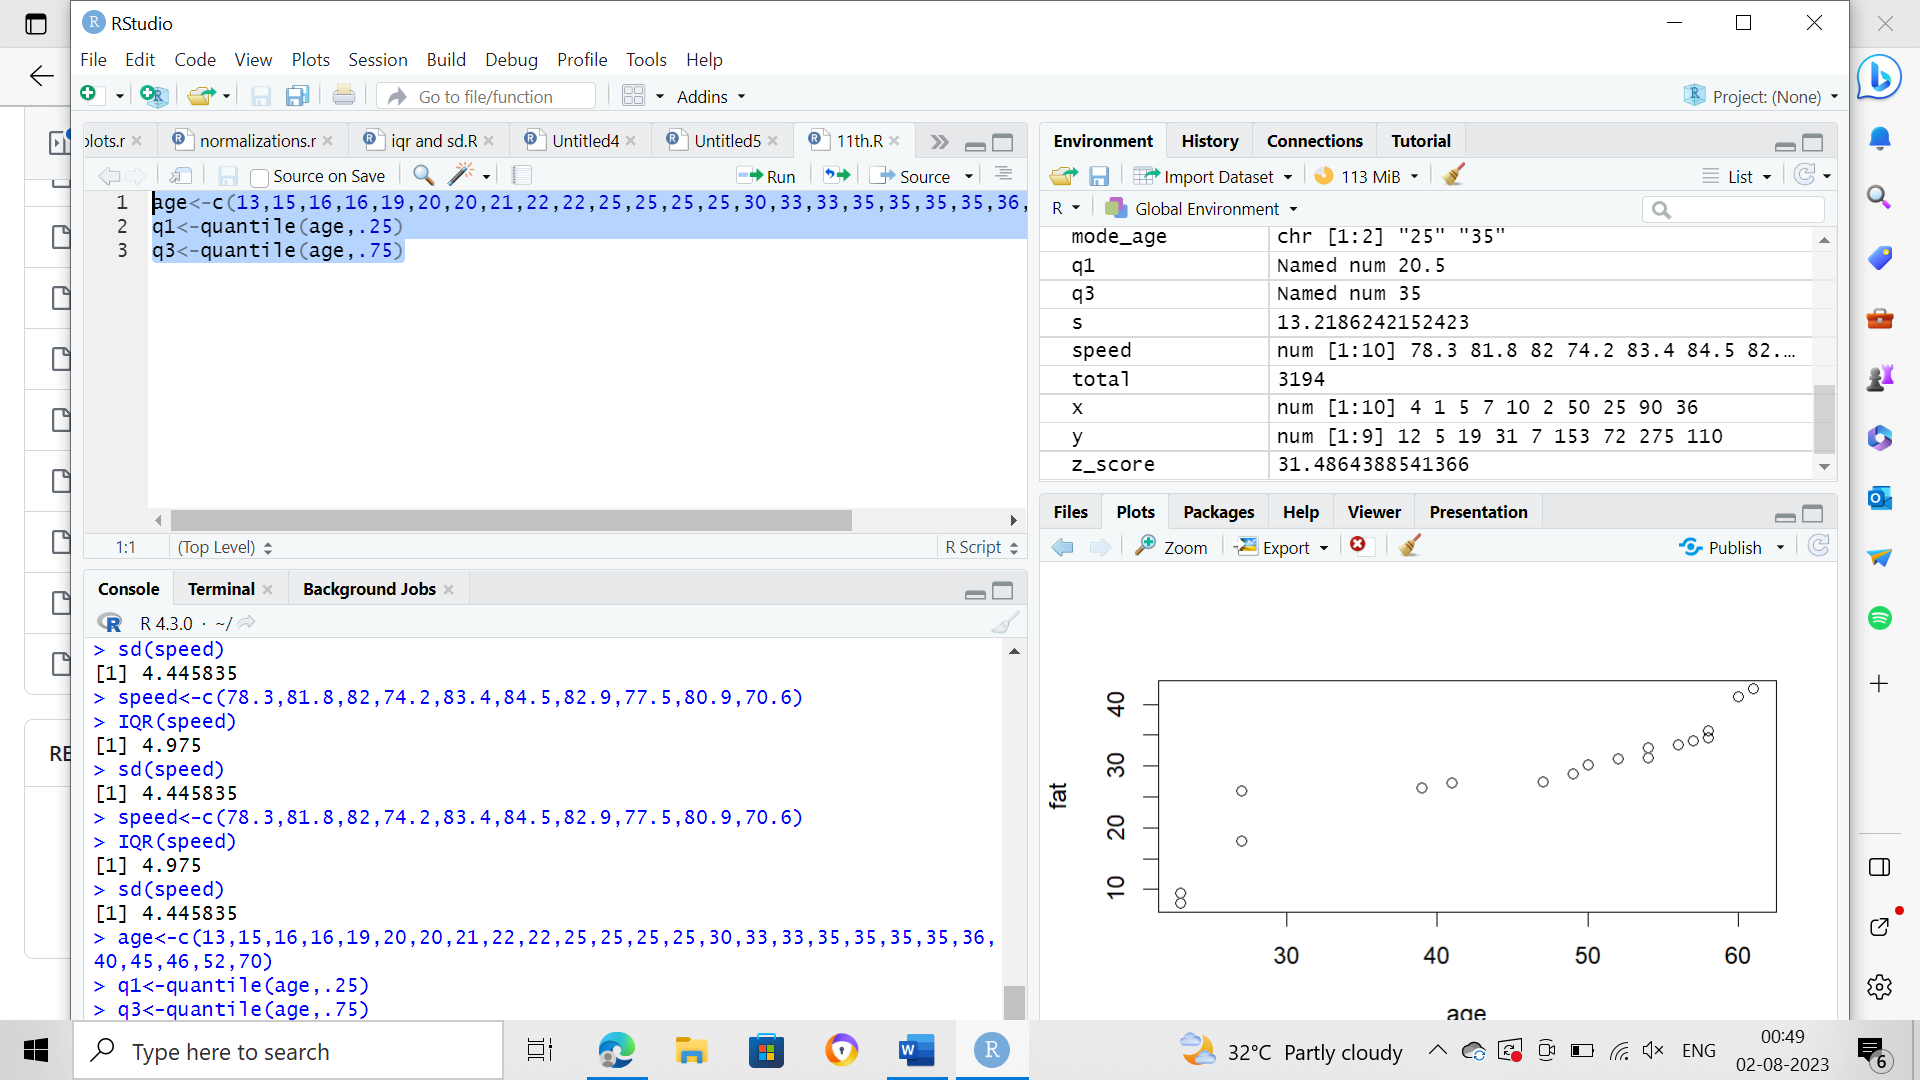 RStudio
File Edit Code View Plots Session Build Debug Profile Tools Help
Go to file/function Addins Project: (None)
plots.r normalizations.r iqr and sd.R Untitled4 Untitled5 11th.R
Source on Save Run Source
1 age<-c(13,15,16,16,19,20,20,21,22,22,25,25,25,25,30,33,33,35,35,35,35,36,
2 q1<-quantile(age,.25)
3 q3<-quantile(age,.75)
1:1 (Top Level) R Script
Console Terminal Background Jobs
R 4.3.0 · ~/
> sd(speed)
[1] 4.445835
> speed<-c(78.3,81.8,82,74.2,83.4,84.5,82.9,77.5,80.9,70.6)
> IQR(speed)
[1] 4.975
> sd(speed)
[1] 4.445835
> speed<-c(78.3,81.8,82,74.2,83.4,84.5,82.9,77.5,80.9,70.6)
> IQR(speed)
[1] 4.975
> sd(speed)
[1] 4.445835
> age<-c(13,15,16,16,19,20,20,21,22,22,25,25,25,25,30,33,33,35,35,35,35,36,
40,45,46,52,70)
> q1<-quantile(age,.25)
> q3<-quantile(age,.75)
Environment History Connections Tutorial
Import Dataset 113 MiB List
R Global Environment
mode_age chr [1:2] "25" "35"
q1 Named num 20.5
q3 Named num 35
s 13.2186242152423
speed num [1:10] 78.3 81.8 82 74.2 83.4 84.5 82.…
total 3194
x num [1:10] 4 1 5 7 10 2 50 25 90 36
y num [1:9] 12 5 19 31 7 153 72 275 110
z_score 31.4864388541366
Files Plots Packages Help Viewer Presentation
Zoom Export Publish
fat
40
30
20
10
30 40 50 60
age
RE
Type here to search
W
R
32°C Partly cloudy
ENG
00:49
02-08-2023
6